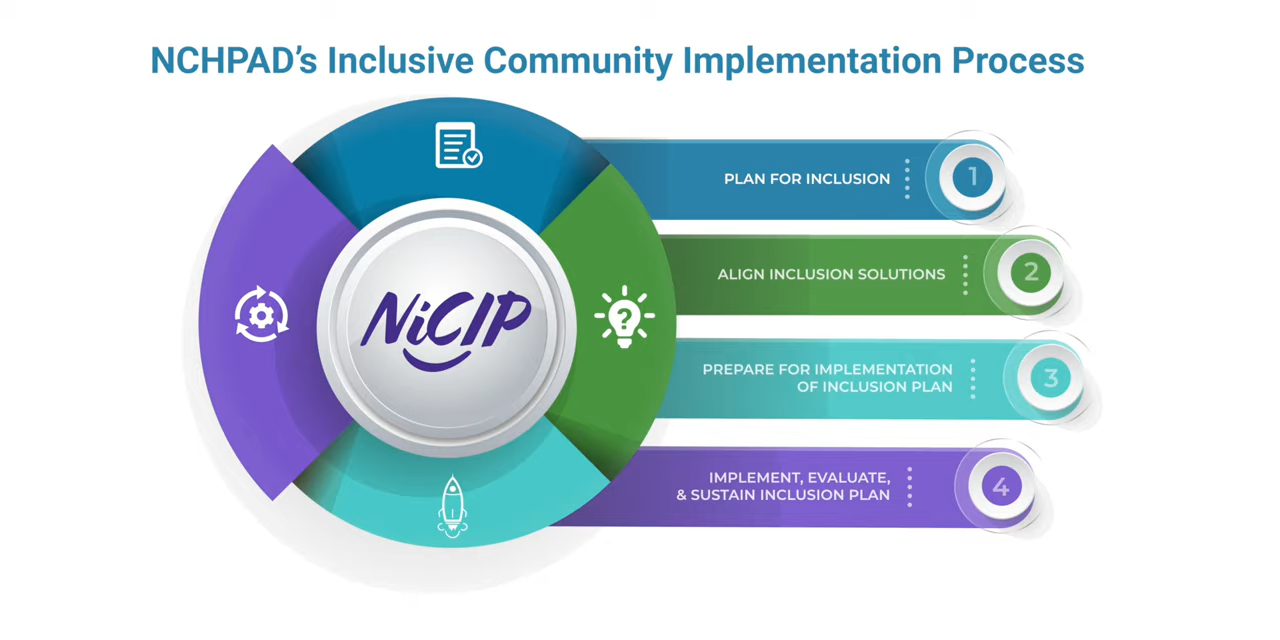 NCHPAD's Inclusive Community Implementation Process
NiCIP
?
PLAN FOR INCLUSION
1
ALIGN INCLUSION SOLUTIONS
2
PREPARE FOR IMPLEMENTATION
OF INCLUSION PLAN
3
IMPLEMENT, EVALUATE,
& SUSTAIN INCLUSION PLAN
4